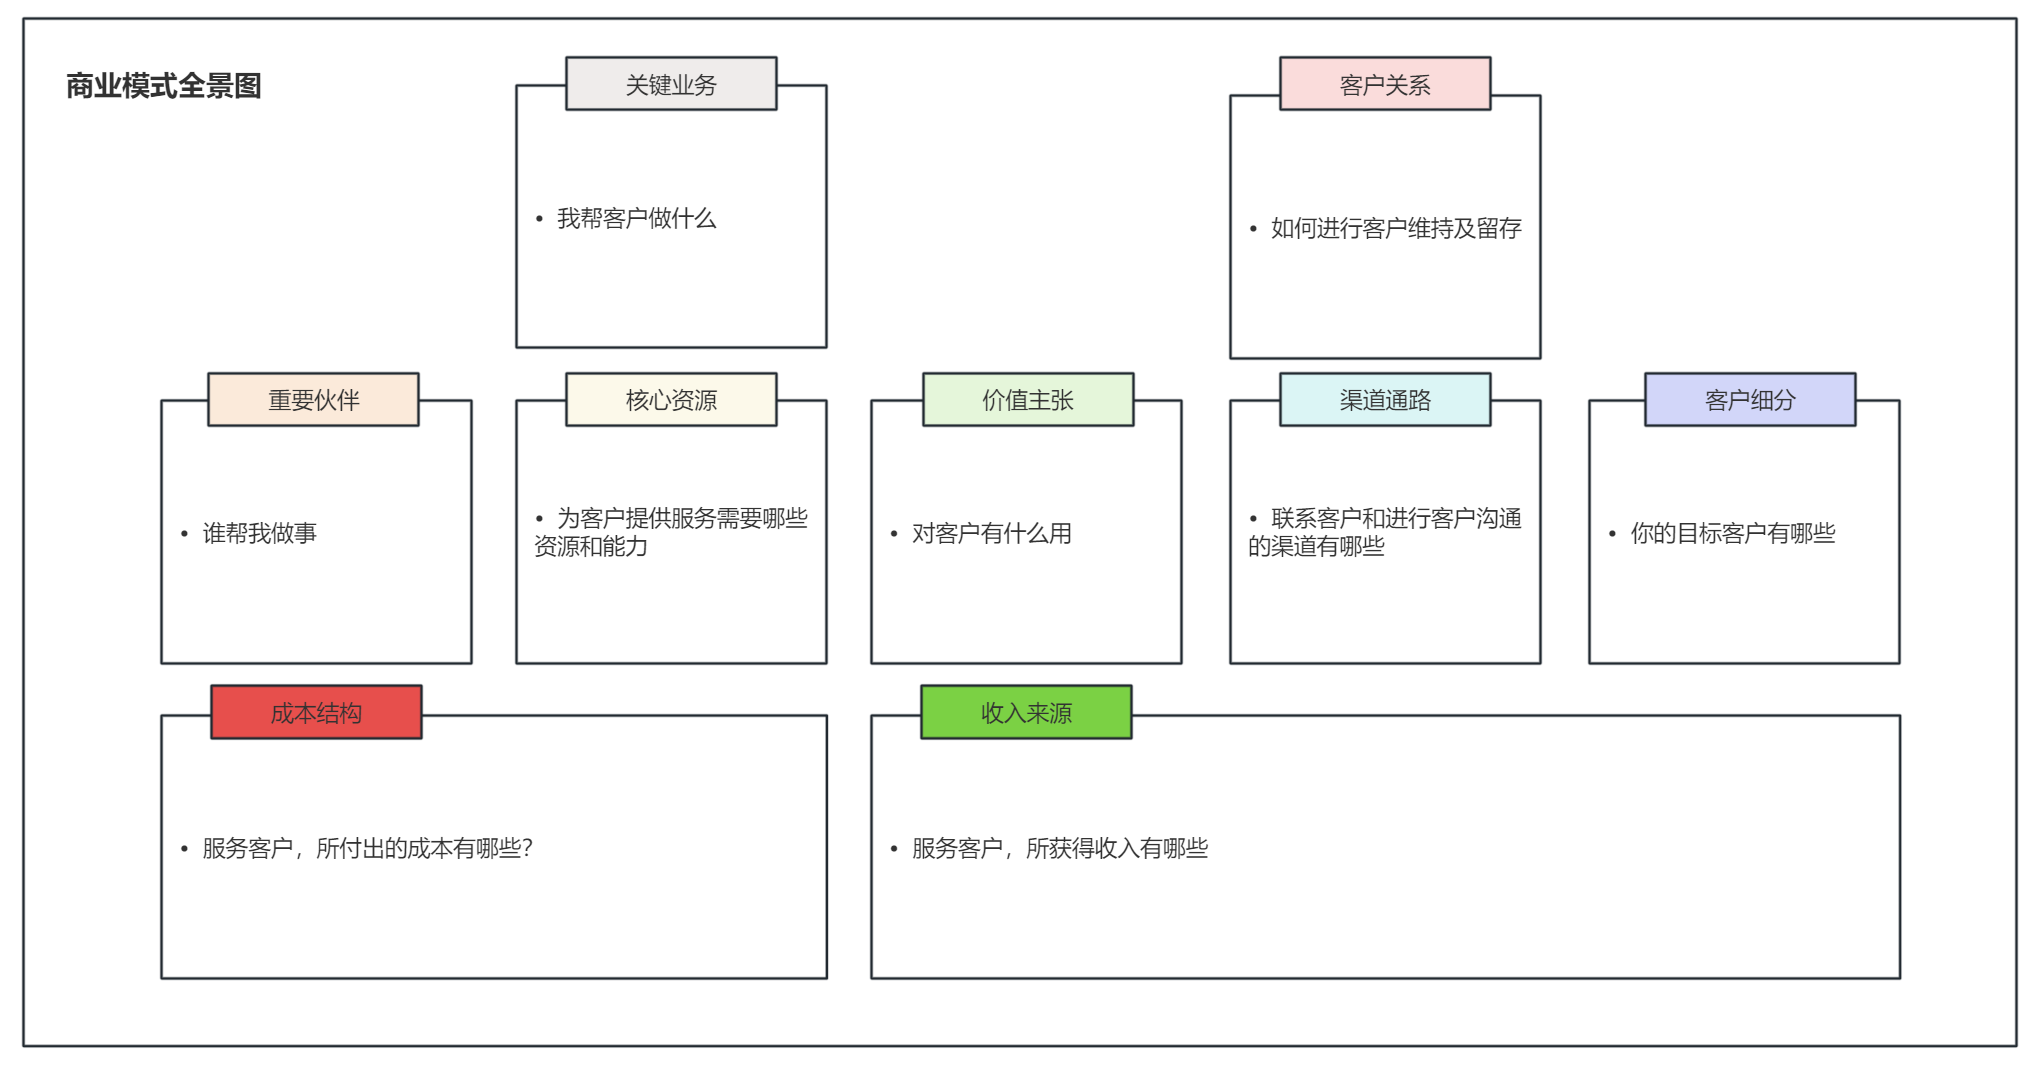 商业模式全景图
关键业务
• 我帮客户做什么
客户关系
• 如何进行客户维持及留存
重要伙伴
• 谁帮我做事
核心资源
• 为客户提供服务需要哪些
资源和能力
价值主张
• 对客户有什么用
渠道通路
• 联系客户和进行客户沟通
的渠道有哪些
客户细分
• 你的目标客户有哪些
成本结构
• 服务客户，所付出的成本有哪些？
收入来源
• 服务客户，所获得收入有哪些